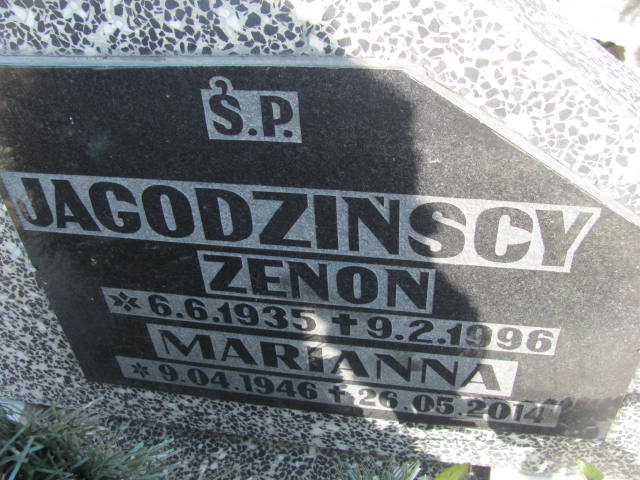 Ś.P.
JAGODZIŃSCY
ZENON
* 6.6.1935 ✝ 9.2.1996
MARIANNA
* 9.04.1946 ✝ 26.05.2014